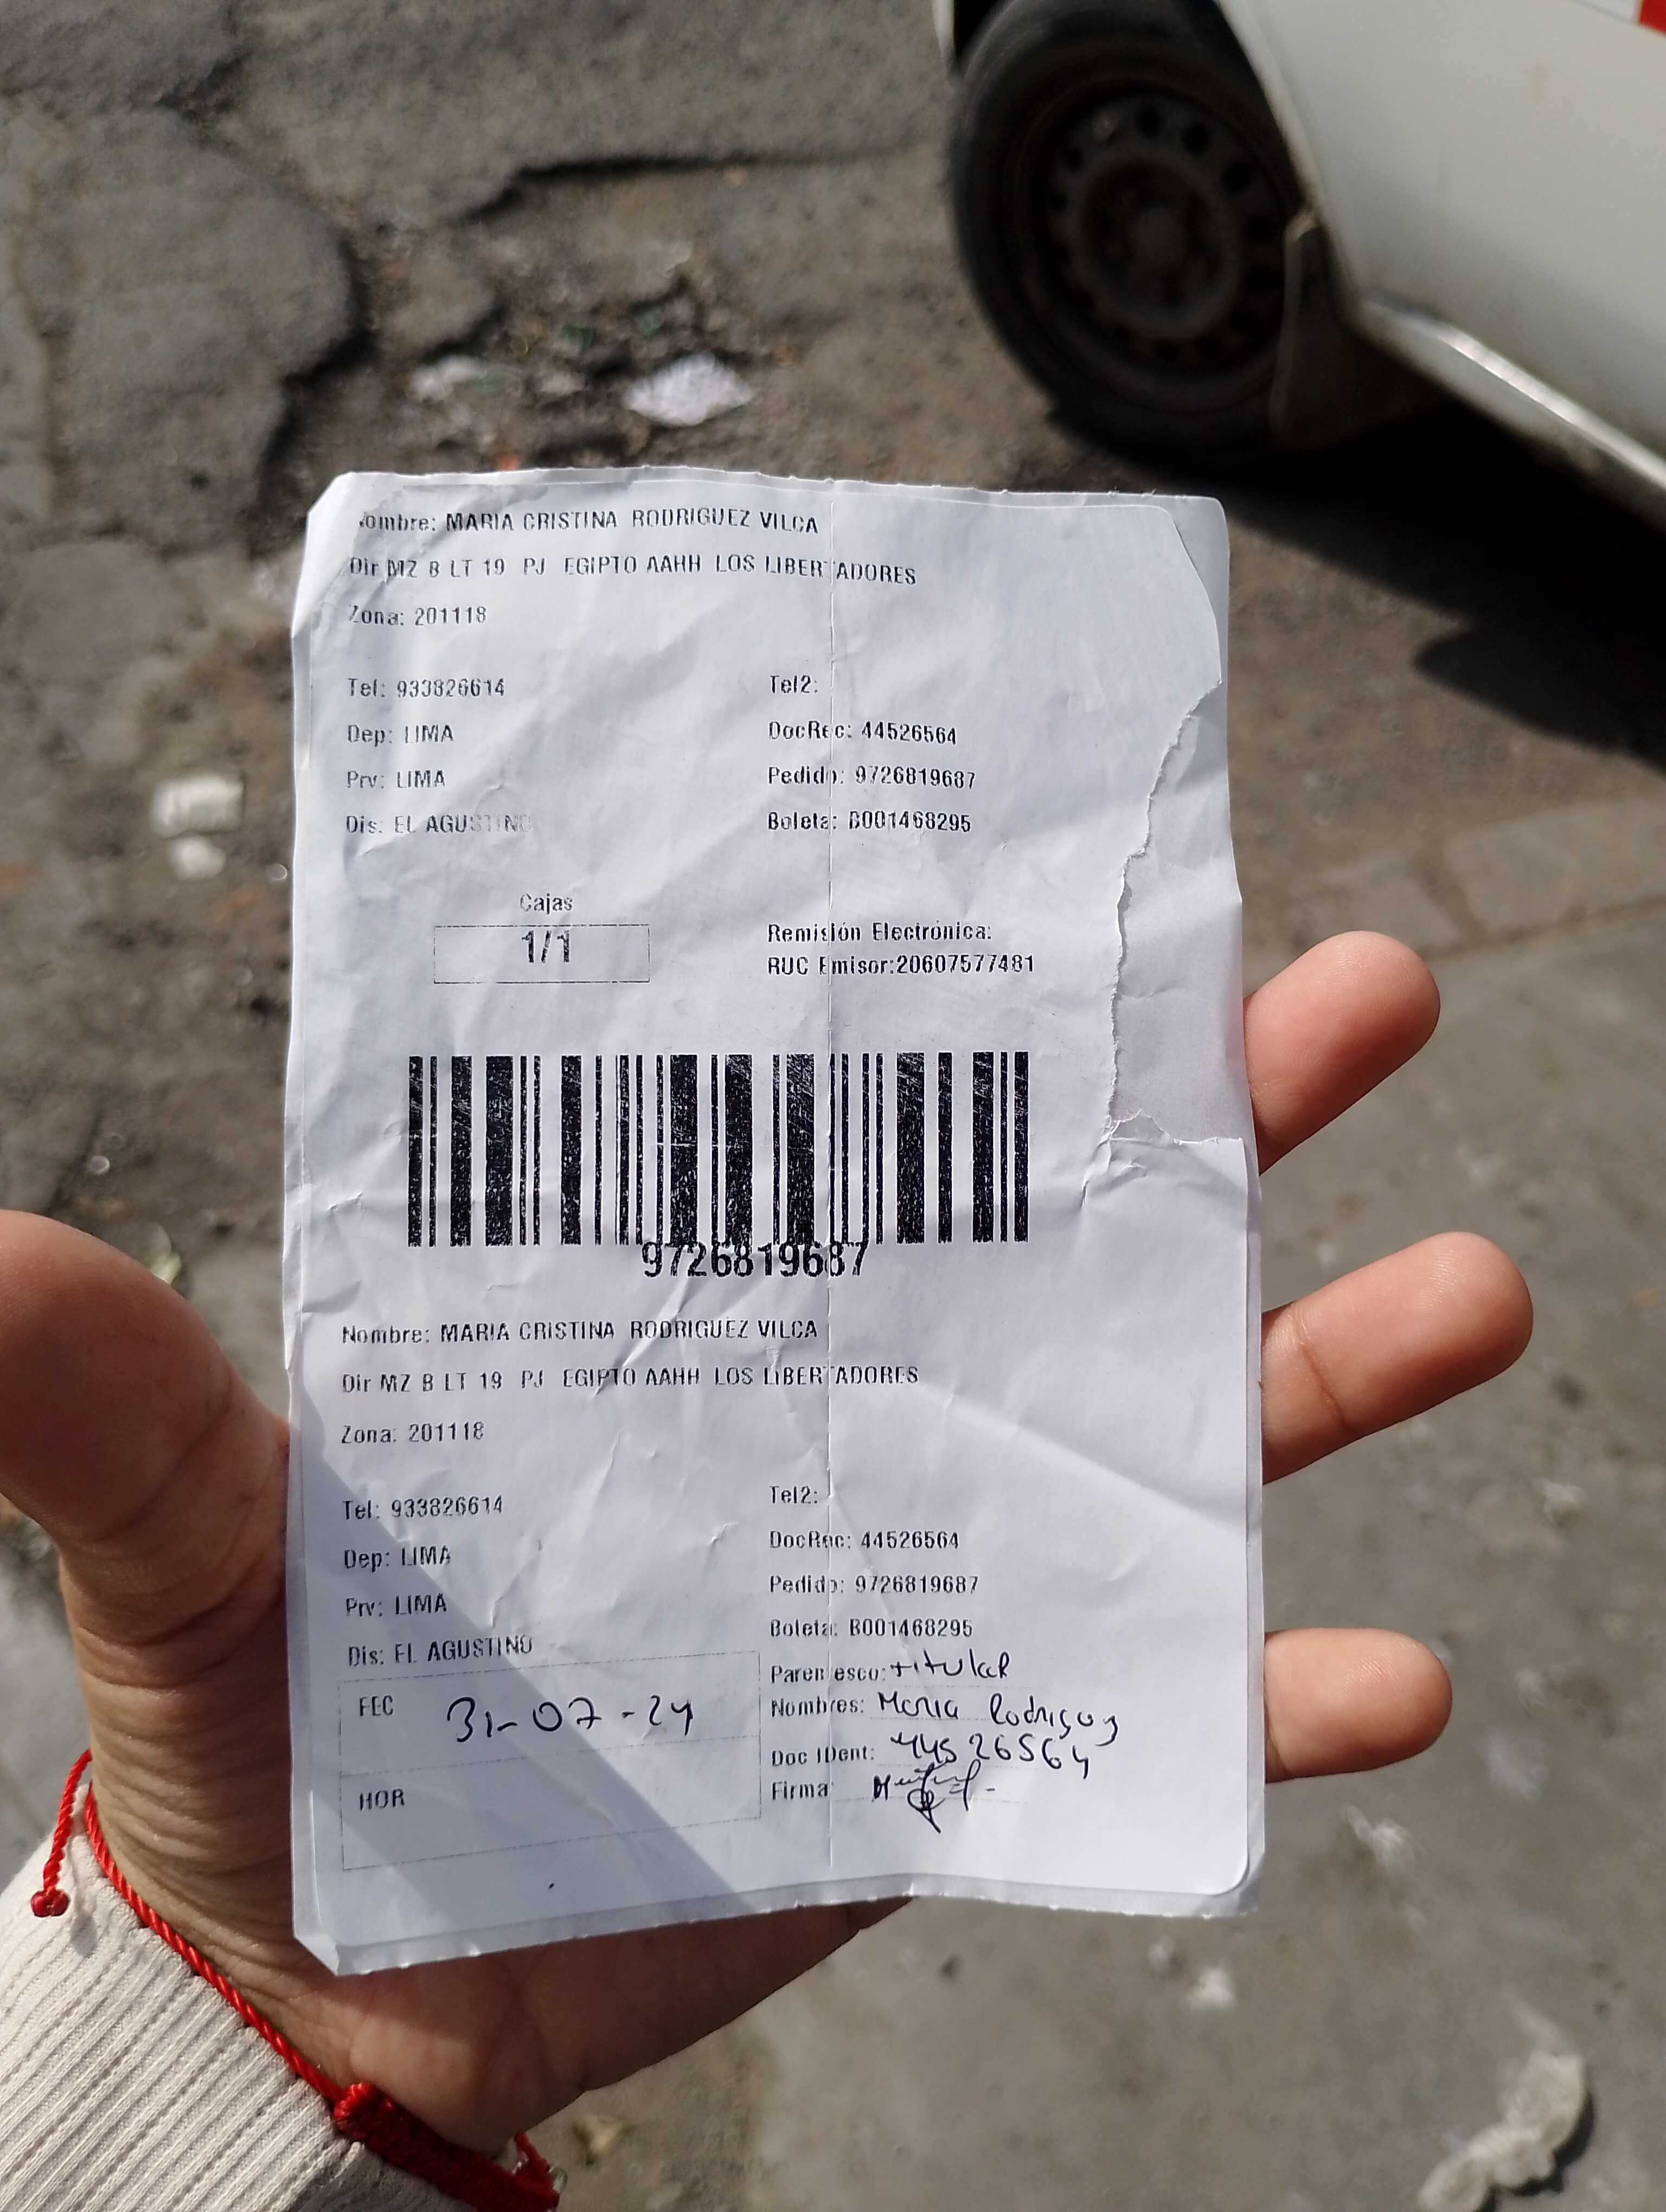 Nombre: MARIA CRISTINA RODRIGUEZ VILCA
Dir MZ B LT 19 PJ EGIPTO AAHH LOS LIBERTADORES
Zona: 201118
Tel: 933826614 Tel2:
Dep: LIMA DocRec: 44526564
Prv: LIMA Pedido: 9726819687
Dis: EL AGUSTINO Boleta: B001468295
Cajas
1/1
Remisión Electrónica:
RUC Emisor:20607577481
9726819687
Nombre: MARIA CRISTINA RODRIGUEZ VILCA
Dir MZ B LT 19 PJ EGIPTO AAHH LOS LIBERTADORES
Zona: 201118
Tel: 933826614 Tel2:
Dep: LIMA DocRec: 44526564
Prv: LIMA Pedido: 9726819687
Dis: EL AGUSTINO Boleta: B001468295
Parentesco: titular
FEC 31-07-24 Nombres: Maria Rodriguez
Doc IDent: 44526564
HOR Firma